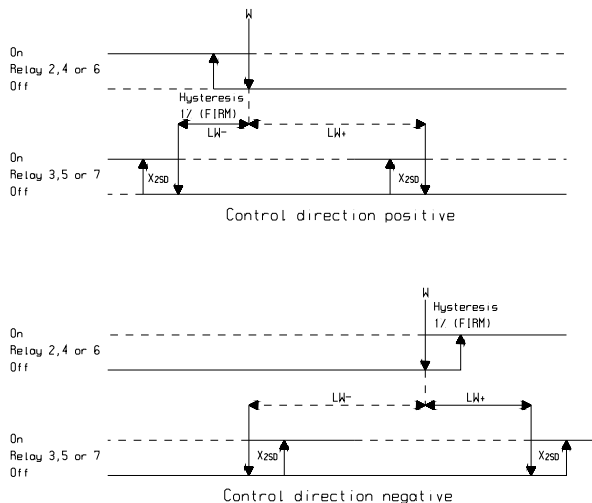 W
On
Relay 2,4 or 6
Off
Hysteresis
1% (FIRM)
LW-
LW+
On
Relay 3,5 or 7
Off
X2SD
X2SD
Control direction positive
W
Hysteresis
1% (FIRM)
On
Relay 2,4 or 6
Off
LW-
LW+
On
Relay 3,5 or 7
Off
X2SD
X2SD
Control direction negative